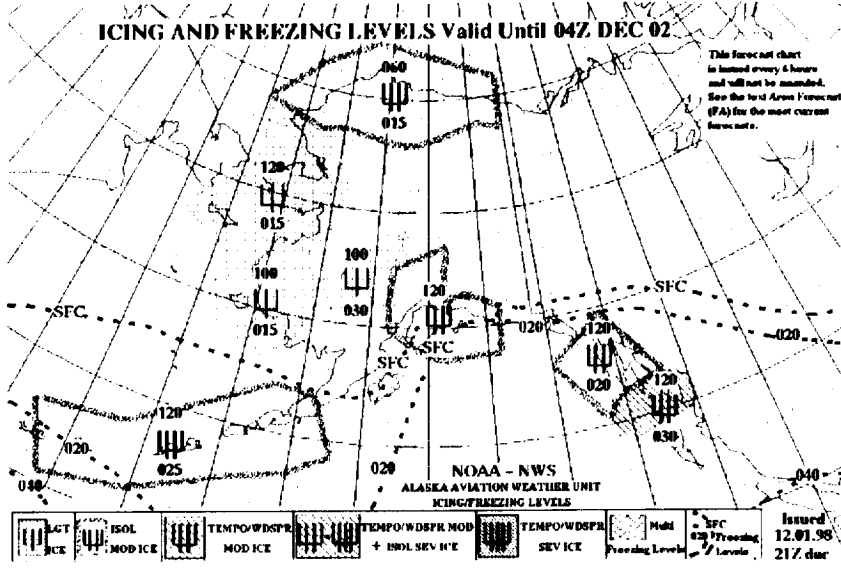 ICING AND FREEZING LEVELS Valid Until 04Z DEC 02
This forecast chart
is issued every 6 hours
and will not be amended.
See the text Area Forecast
(FA) for the most current
forecasts.
060
015
120
015
100
030
100
015
120
SFC
SFC
SFC
SFC
020
020
120
020
120
030
120
025
020
040
020
040
NOAA - NWS
ALASKA AVIATION WEATHER UNIT
ICING/FREEZING LEVELS
LGT
ICE
ISOL
MOD ICE
TEMPO/WDSPR
MOD ICE
TEMPO/WDSPR MOD
+ ISOL SEV ICE
TEMPO/WDSPR
SEV ICE
Multi
Freezing Levels
SFC
020 Freezing
Levels
Issued
12.01.98
21Z duc